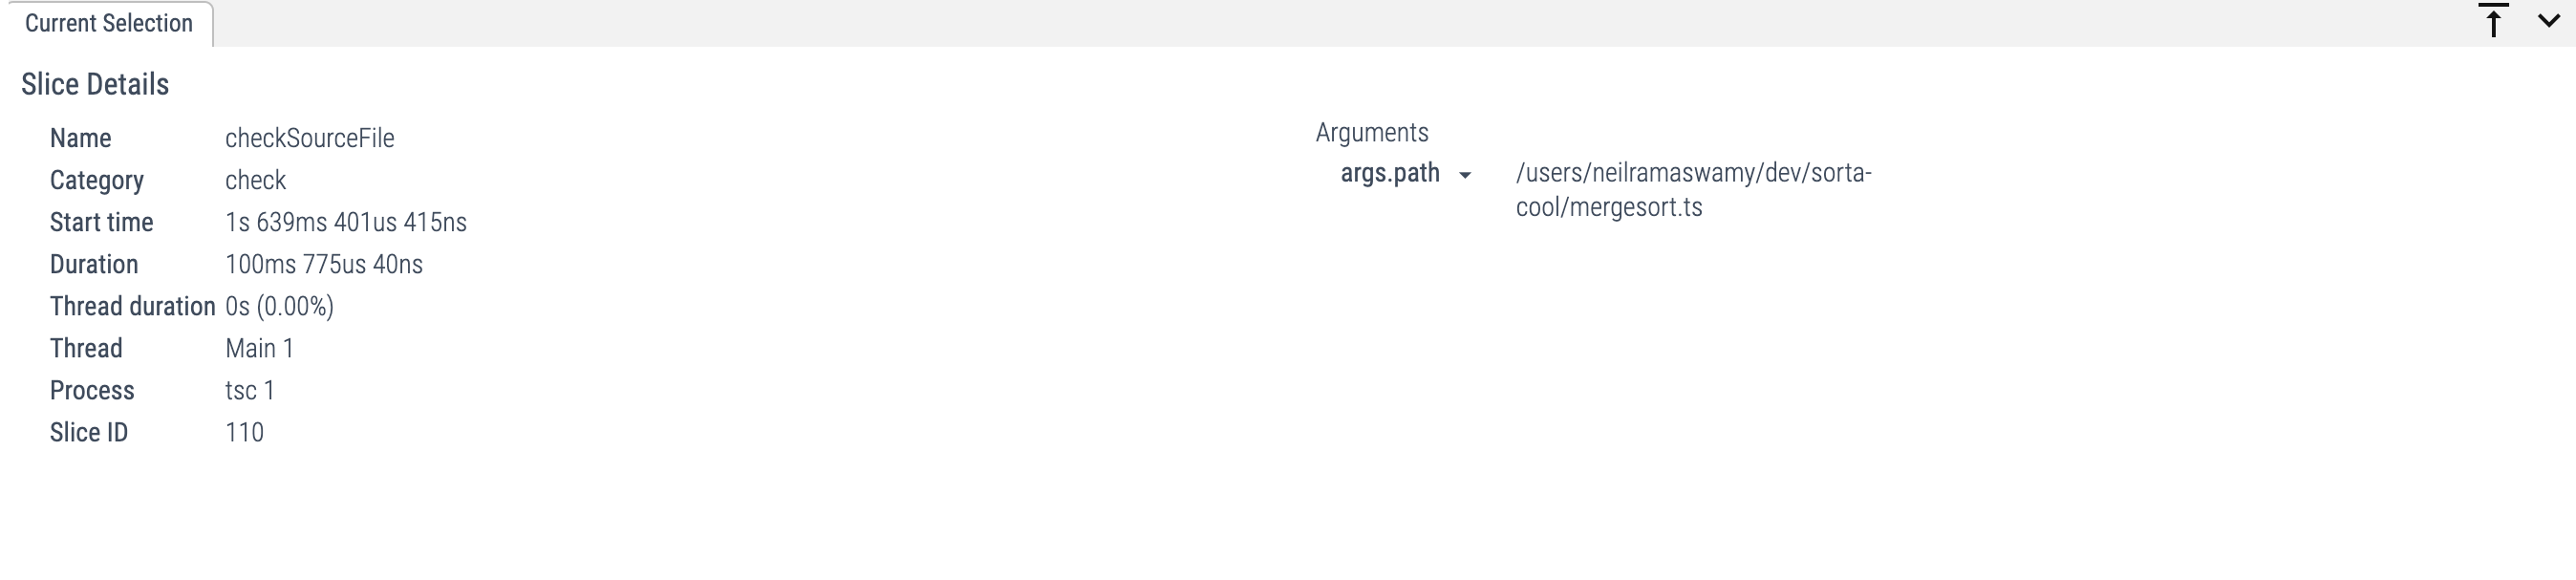 Current Selection
Slice Details
Name checkSourceFile
Category check
Start time 1s 639ms 401us 415ns
Duration 100ms 775us 40ns
Thread duration 0s (0.00%)
Thread Main 1
Process tsc 1
Slice ID 110
Arguments
args.path /users/neilramaswamy/dev/sorta-
cool/mergesort.ts